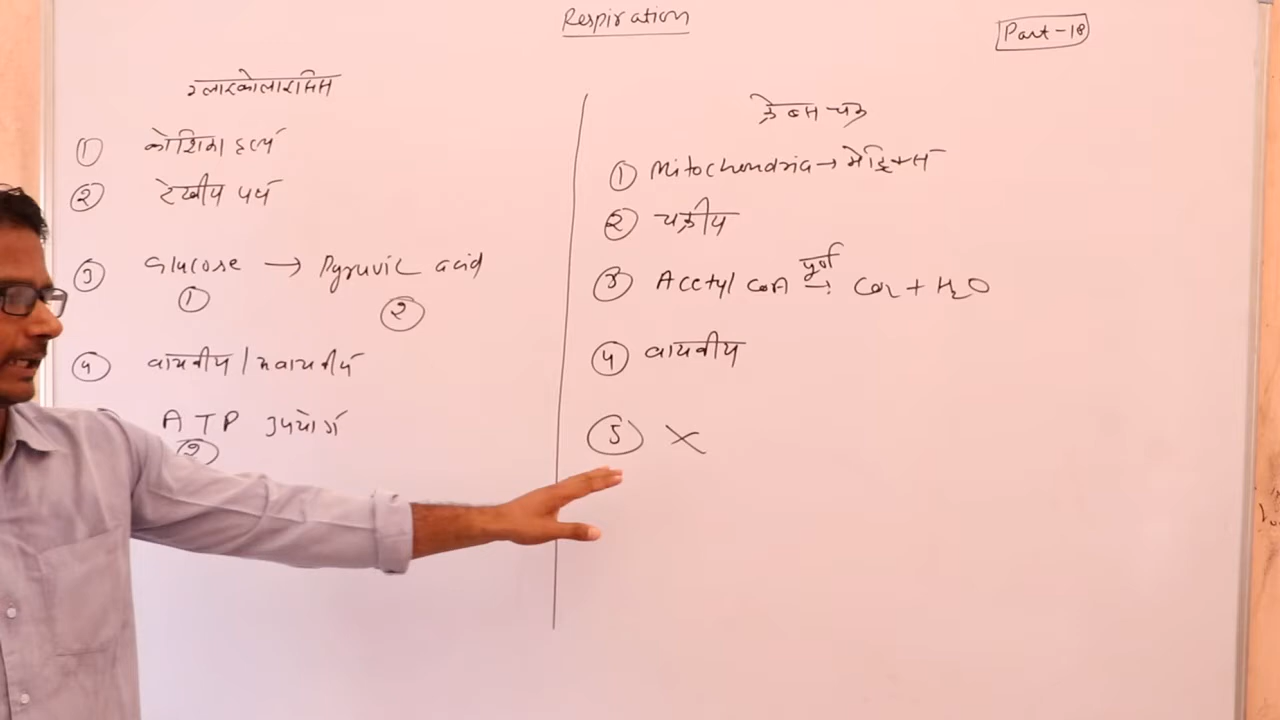 Respiration
Part-18
ग्लाइकोलाइसिस
① कोशिका द्रव्य
② रेखीय पथ
③ Glucose → Pyruvic acid
① ②
④ वायवीय / अवायवीय
ATP उपयोग
②
क्रेब्स चक्र
① Mitochondria → मैट्रिक्स
② चक्रीय
③ Acetyl CoA पूर्ण → CO2 + H2O
④ वायवीय
⑤ ×